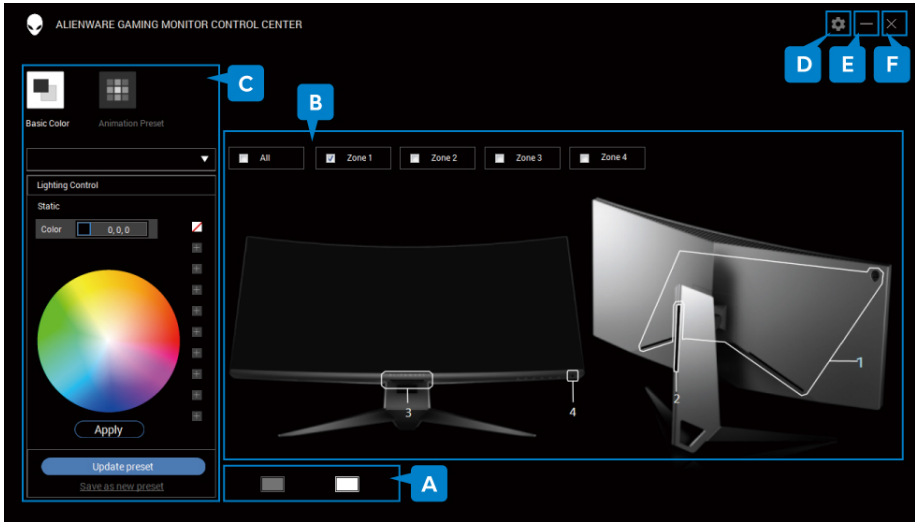 ALIENWARE GAMING MONITOR CONTROL CENTER
D E F
C
B
Basic Color Animation Preset
All Zone 1 Zone 2 Zone 3 Zone 4
Lighting Control
Static
Color 0, 0, 0
1
2
3 4
Apply
Update preset
Save as new preset
A